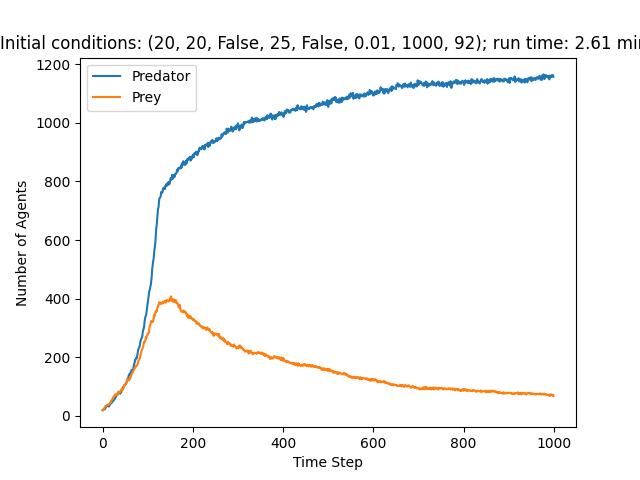 Initial conditions: (20, 20, False, 25, False, 0.01, 1000, 92); run time: 2.61
Predator
Prey
1200
1000
800
600
400
200
0
Number of Agents
0 200 400 600 800 1000
Time Step